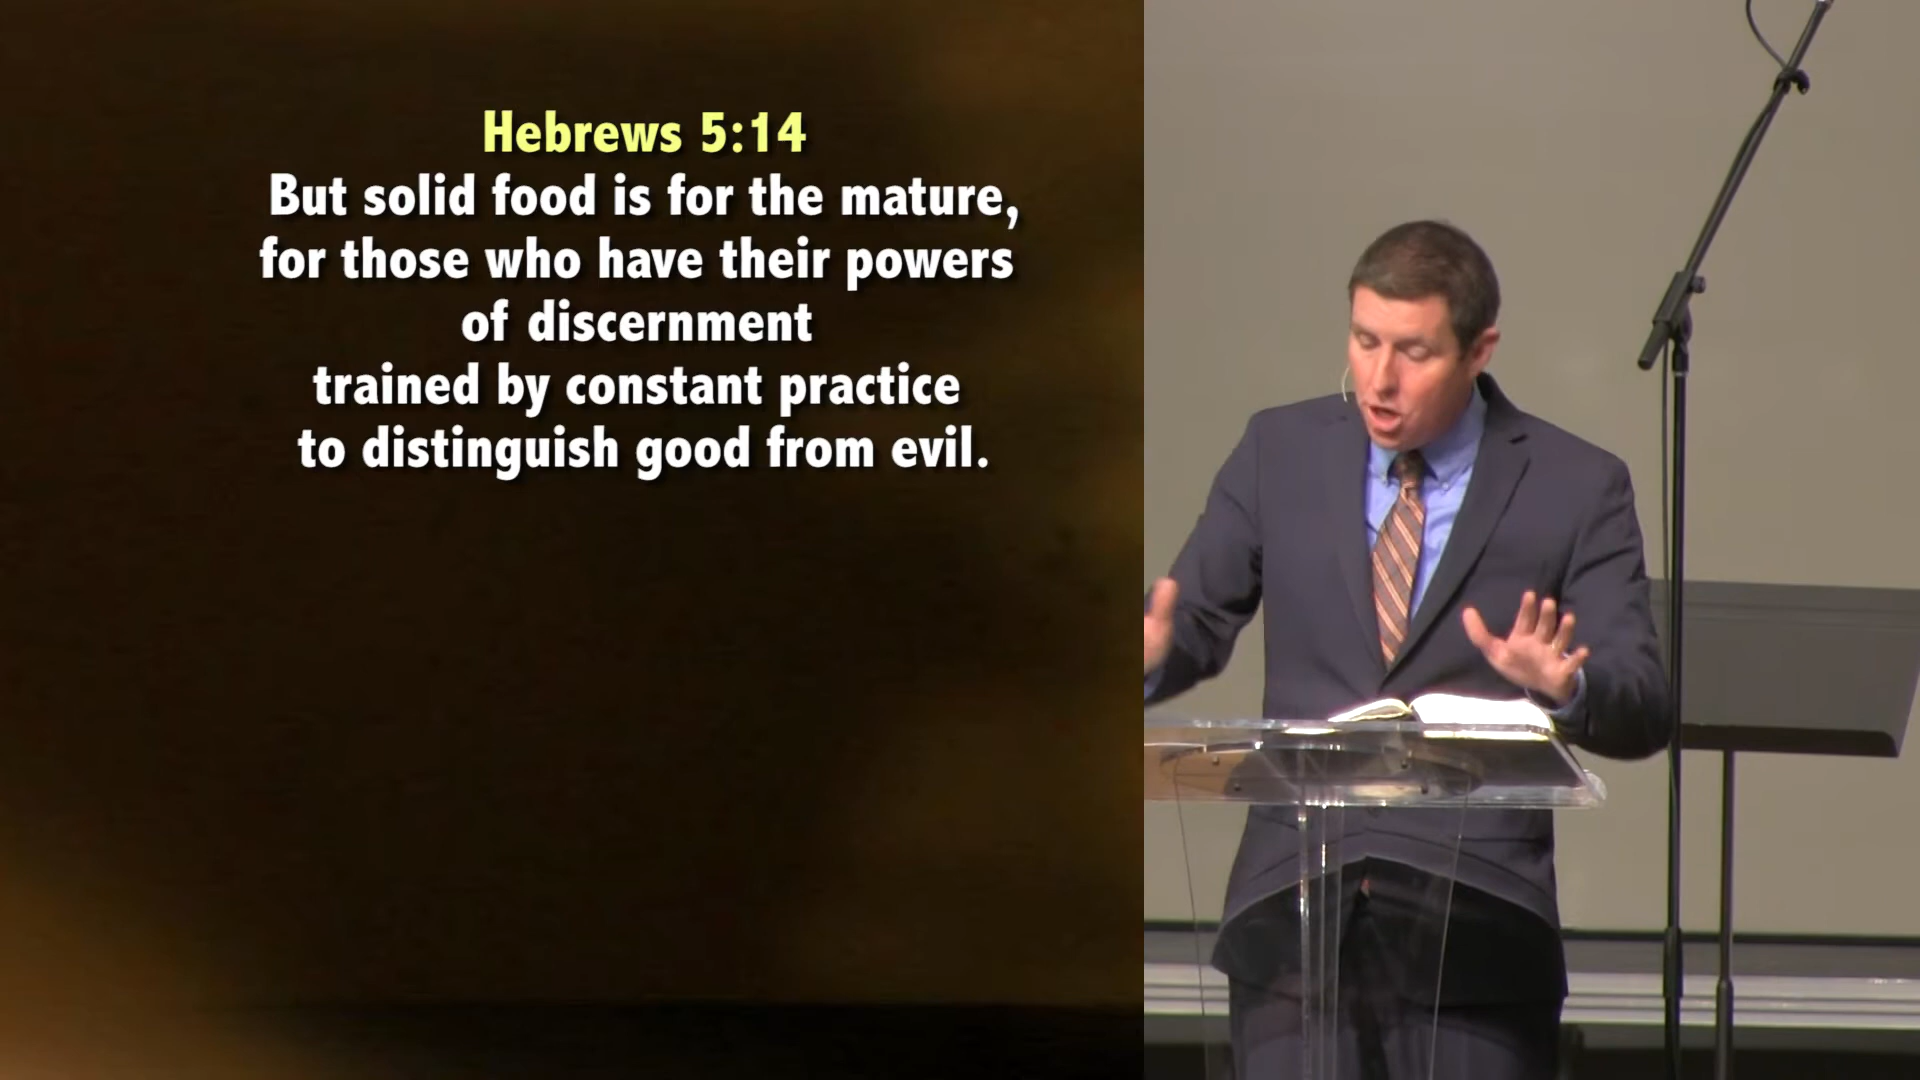 Hebrews 5:14
But solid food is for the mature,
for those who have their powers
of discernment
trained by constant practice
to distinguish good from evil.